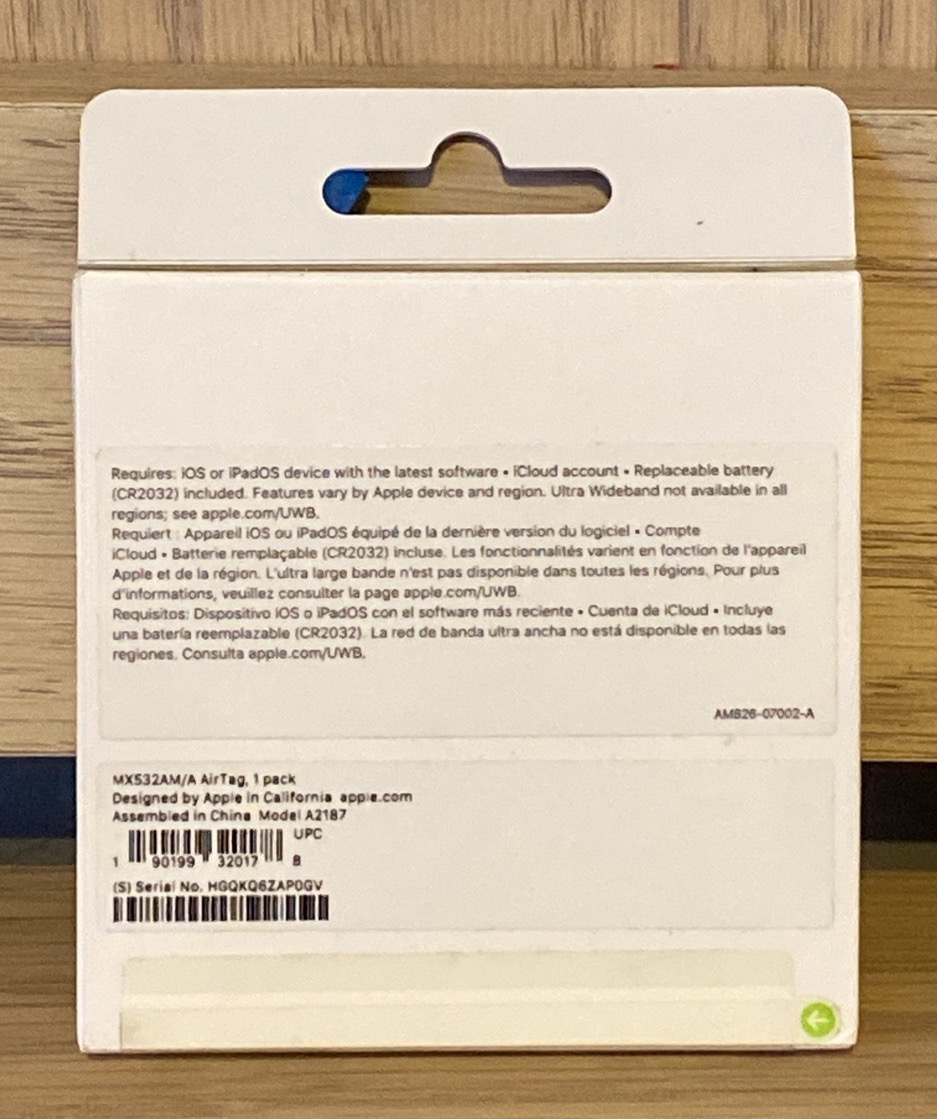 Requires: iOS or iPadOS device with the latest software • iCloud account • Replaceable battery
(CR2032) included. Features vary by Apple device and region. Ultra Wideband not available in all
regions; see apple.com/UWB.
Requiert : Appareil iOS ou iPadOS équipé de la dernière version du logiciel • Compte
iCloud • Batterie remplaçable (CR2032) incluse. Les fonctionnalités varient en fonction de l'appareil
Apple et de la région. L'ultra large bande n'est pas disponible dans toutes les régions. Pour plus
d'informations, veuillez consulter la page apple.com/UWB.
Requisitos: Dispositivo iOS o iPadOS con el software más reciente • Cuenta de iCloud • Incluye
una batería reemplazable (CR2032). La red de banda ultra ancha no está disponible en todas las
regiones. Consulta apple.com/UWB.
AM826-07002-A
MX532AM/A AirTag, 1 pack
Designed by Apple in California apple.com
Assembled in China Model A2187
UPC
1 90199 32017 8
(S) Serial No. HGQKQ6ZAP0GV